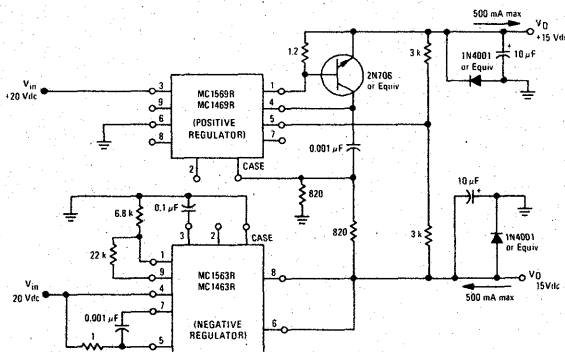 500 mA max
V_O
+15 Vdc
1N4001
or Equiv
+
10 μF
1.2
2N706
or Equiv
3 k
V_in
+20 Vdc
3
9
6
8
MC1569R
MC1469R
(POSITIVE
REGULATOR)
1
4
5
7
2
CASE
0.001 μF
820
820
3 k
6.8 k
0.1 μF
22 k
3
2
CASE
V_in
20 Vdc
1
9
4
7
5
MC1563R
MC1463R
(NEGATIVE
REGULATOR)
8
6
0.001 μF
1
10 μF
+
1N4001
or Equiv
V_O
15 Vdc
500 mA max